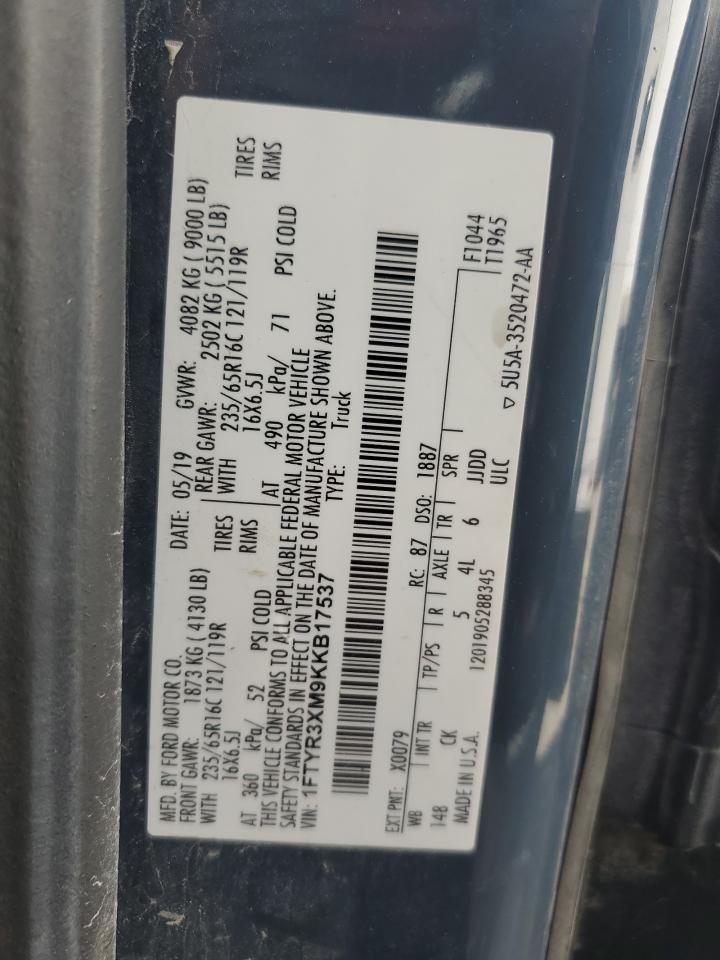 MFD. BY FORD MOTOR CO. DATE: 05/19 GVWR: 4082 KG ( 9000 LB)
FRONT GAWR: 1873 KG ( 4130 LB) REAR GAWR: 2502 KG ( 5515 LB)
WITH 235/65R16C 121/119R TIRES WITH 235/65R16C 121/119R TIRES
16X6.5J RIMS 16X6.5J RIMS
AT 360 kPa/ 52 PSI COLD AT 490 kPa/ 71 PSI COLD
THIS VEHICLE CONFORMS TO ALL APPLICABLE FEDERAL MOTOR VEHICLE
SAFETY STANDARDS IN EFFECT ON THE DATE OF MANUFACTURE SHOWN ABOVE.
VIN: 1FTYR3XM9KKB17537 TYPE: Truck
EXT PNT: X0079 RC: 87 DSO: 1887
WB INT TR TP/PS R AXLE TR SPR F1044
148 CK 5 4L 6 JJDD T1965
MADE IN U.S.A. 1201905288345 ULC
▽ 5U5A-3520472-AA